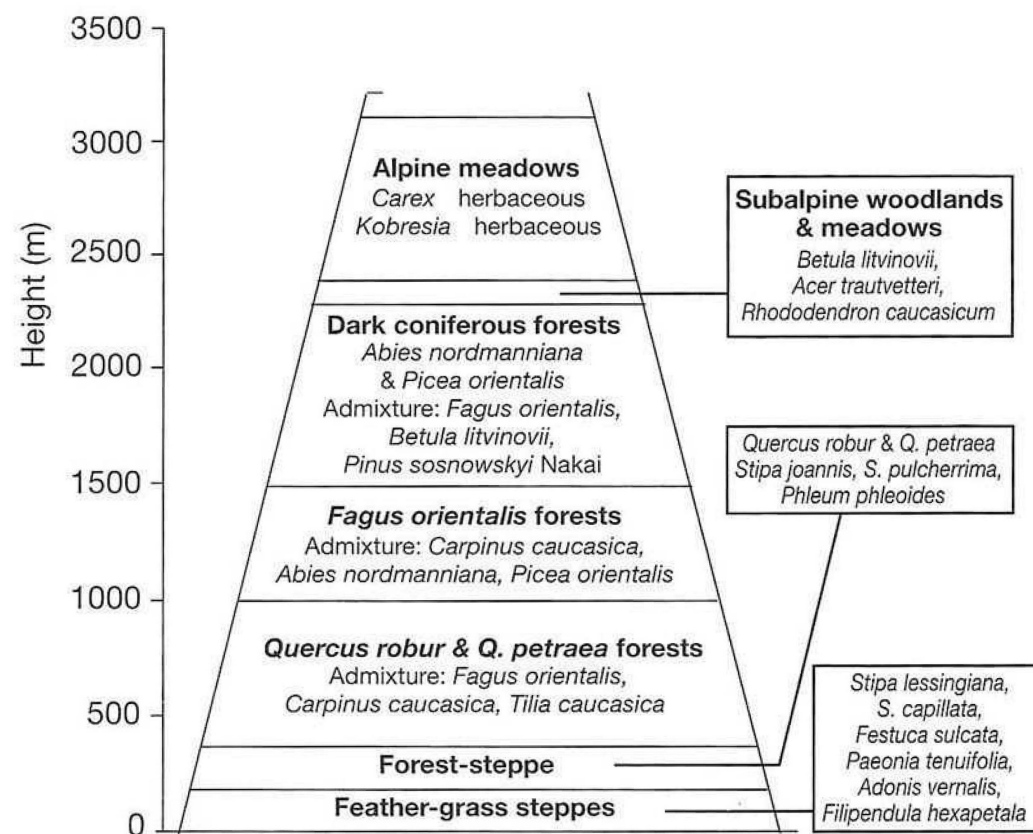 3500
3000
2500
2000
1500
1000
500
0
Height (m)
Alpine meadows
Carex herbaceous
Kobresia herbaceous
Subalpine woodlands
& meadows
Betula litvinovii,
Acer trautvetteri,
Rhododendron caucasicum
Dark coniferous forests
Abies nordmanniana
& Picea orientalis
Admixture: Fagus orientalis,
Betula litvinovii,
Pinus sosnowskyi Nakai
Quercus robur & Q. petraea
Stipa joannis, S. pulcherrima,
Phleum phleoides
Fagus orientalis forests
Admixture: Carpinus caucasica,
Abies nordmanniana, Picea orientalis
Quercus robur & Q. petraea forests
Admixture: Fagus orientalis,
Carpinus caucasica, Tilia caucasica
Forest-steppe
Feather-grass steppes
Stipa lessingiana,
S. capillata,
Festuca sulcata,
Paeonia tenuifolia,
Adonis vernalis,
Filipendula hexapetala